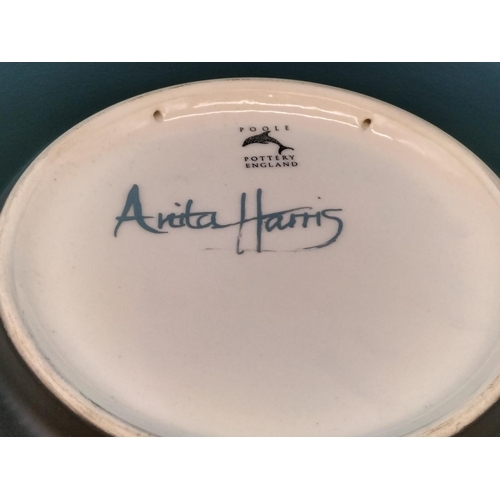 POOLE
POTTERY
ENGLAND
Anita Harris